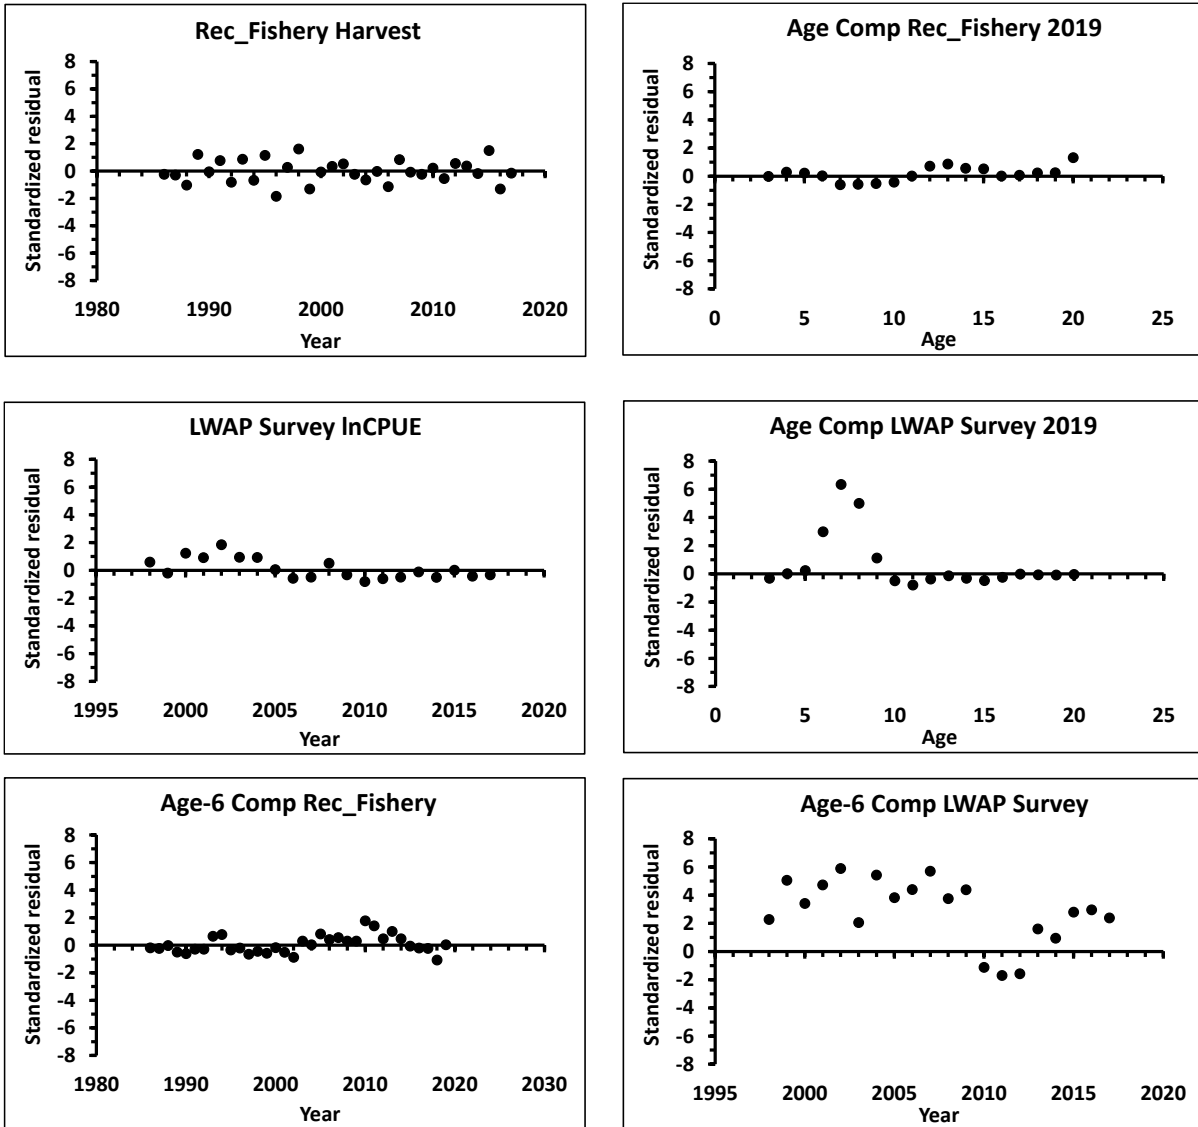 Rec_Fishery Harvest
Standardized residual
8
6
4
2
0
-2
-4
-6
-8
1980 1990 2000 2010 2020
Year
Age Comp Rec_Fishery 2019
Standardized residual
8
6
4
2
0
-2
-4
-6
-8
0 5 10 15 20 25
Age
LWAP Survey lnCPUE
Standardized residual
8
6
4
2
0
-2
-4
-6
-8
1995 2000 2005 2010 2015 2020
Year
Age Comp LWAP Survey 2019
Standardized residual
8
6
4
2
0
-2
-4
-6
-8
0 5 10 15 20 25
Age
Age-6 Comp Rec_Fishery
Standardized residual
8
6
4
2
0
-2
-4
-6
-8
1980 1990 2000 2010 2020 2030
Year
Age-6 Comp LWAP Survey
Standardized residual
8
6
4
2
0
-2
-4
-6
-8
1995 2000 2005 2010 2015 2020
Year